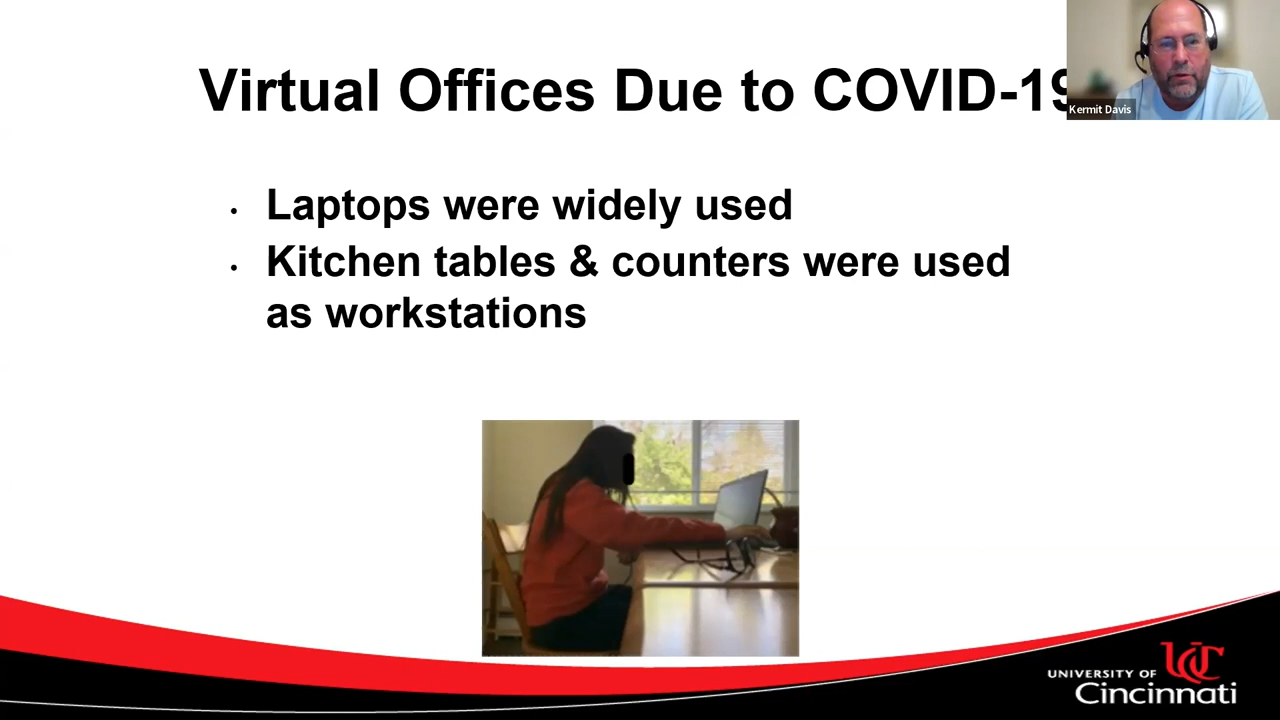 Virtual Offices Due to COVID-19
Kermit Davis
• Laptops were widely used
• Kitchen tables & counters were used
as workstations
UC
UNIVERSITY OF
Cincinnati